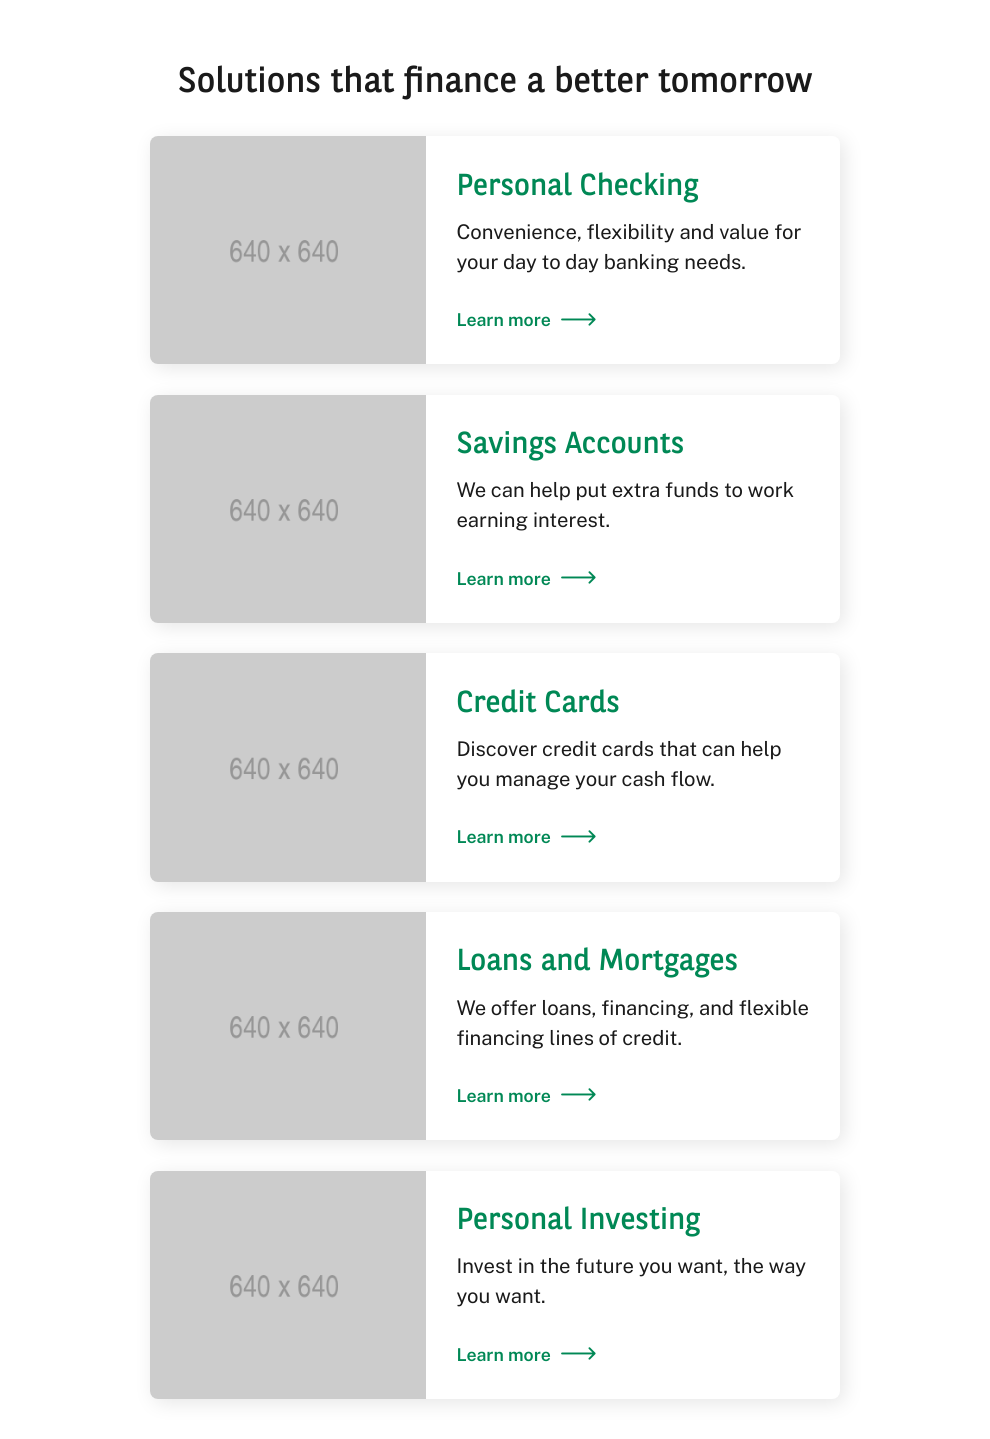 Solutions that finance a better tomorrow
640 x 640
Personal Checking
Convenience, flexibility and value for
your day to day banking needs.
Learn more
640 x 640
Savings Accounts
We can help put extra funds to work
earning interest.
Learn more
640 x 640
Credit Cards
Discover credit cards that can help
you manage your cash flow.
Learn more
640 x 640
Loans and Mortgages
We offer loans, financing, and flexible
financing lines of credit.
Learn more
640 x 640
Personal Investing
Invest in the future you want, the way
you want.
Learn more